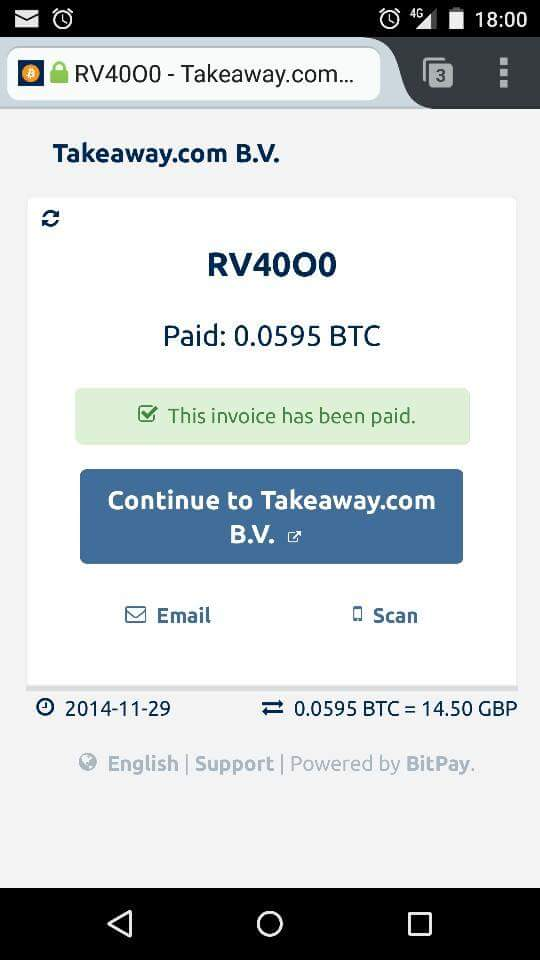 4G 18:00
RV40O0 - Takeaway.com... 3
Takeaway.com B.V.
RV40O0
Paid: 0.0595 BTC
This invoice has been paid.
Continue to Takeaway.com
B.V.
Email Scan
2014-11-29 0.0595 BTC = 14.50 GBP
English | Support | Powered by BitPay.